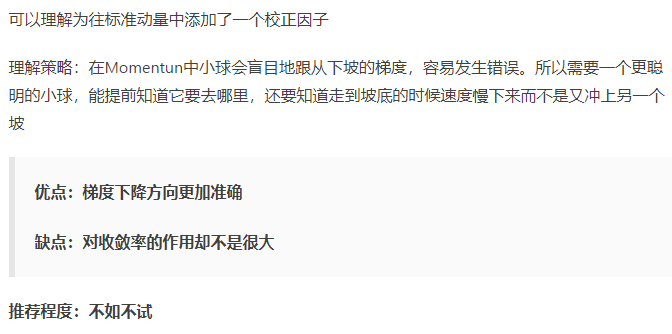 可以理解为往标准动量中添加了一个校正因子
理解策略：在Momentun中小球会盲目地跟从下坡的梯度，容易发生错误。所以需要一个更聪
明的小球，能提前知道它要去哪里，还要知道走到坡底的时候速度慢下来而不是又冲上另一个
坡
优点：梯度下降方向更加准确
缺点：对收敛率的作用却不是很大
推荐程度：不如不试